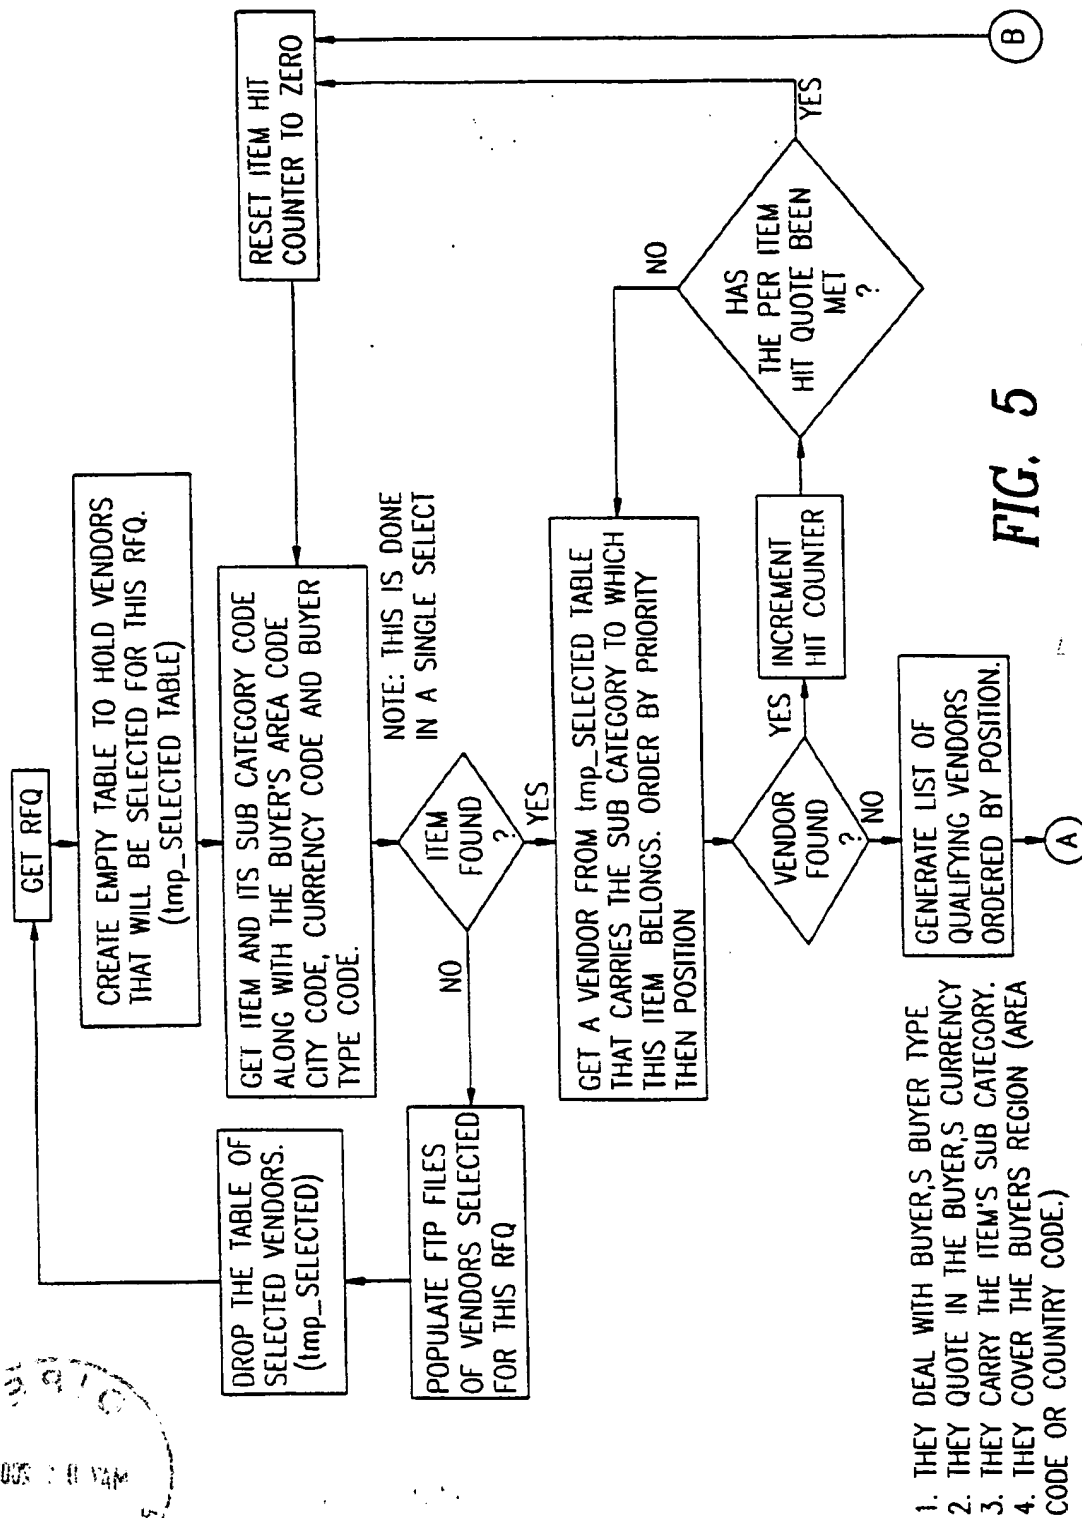 GET RFQ
CREATE EMPTY TABLE TO HOLD VENDORS
THAT WILL BE SELECTED FOR THIS RFQ.
(tmp_SELECTED TABLE)
RESET ITEM HIT
COUNTER TO ZERO
GET ITEM AND ITS SUB CATEGORY CODE
ALONG WITH THE BUYER'S AREA CODE
CITY CODE, CURRENCY CODE AND BUYER
TYPE CODE.
NOTE: THIS IS DONE
IN A SINGLE SELECT
DROP THE TABLE OF
SELECTED VENDORS.
(tmp_SELECTED)
ITEM
FOUND
?
NO
YES
POPULATE FTP FILES
OF VENDORS SELECTED
FOR THIS RFQ
GET A VENDOR FROM tmp_SELECTED TABLE
THAT CARRIES THE SUB CATEGORY TO WHICH
THIS ITEM BELONGS. ORDER BY PRIORITY
THEN POSITION
NO
HAS
THE PER ITEM
HIT QUOTE BEEN
MET
?
YES
VENDOR
FOUND
?
YES
INCREMENT
HIT COUNTER
NO
GENERATE LIST OF
QUALIFYING VENDORS
ORDERED BY POSITION.
A
B
1. THEY DEAL WITH BUYER,S BUYER TYPE
2. THEY QUOTE IN THE BUYER,S CURRENCY
3. THEY CARRY THE ITEM'S SUB CATEGORY.
4. THEY COVER THE BUYERS REGION (AREA
CODE OR COUNTRY CODE.)
FIG. 5